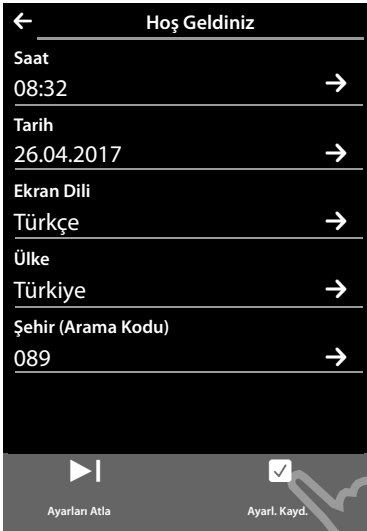 Hoş Geldiniz
Saat
08:32
Tarih
26.04.2017
Ekran Dili
Türkçe
Ülke
Türkiye
Şehir (Arama Kodu)
089
Ayarları Atla
Ayarl. Kayd.